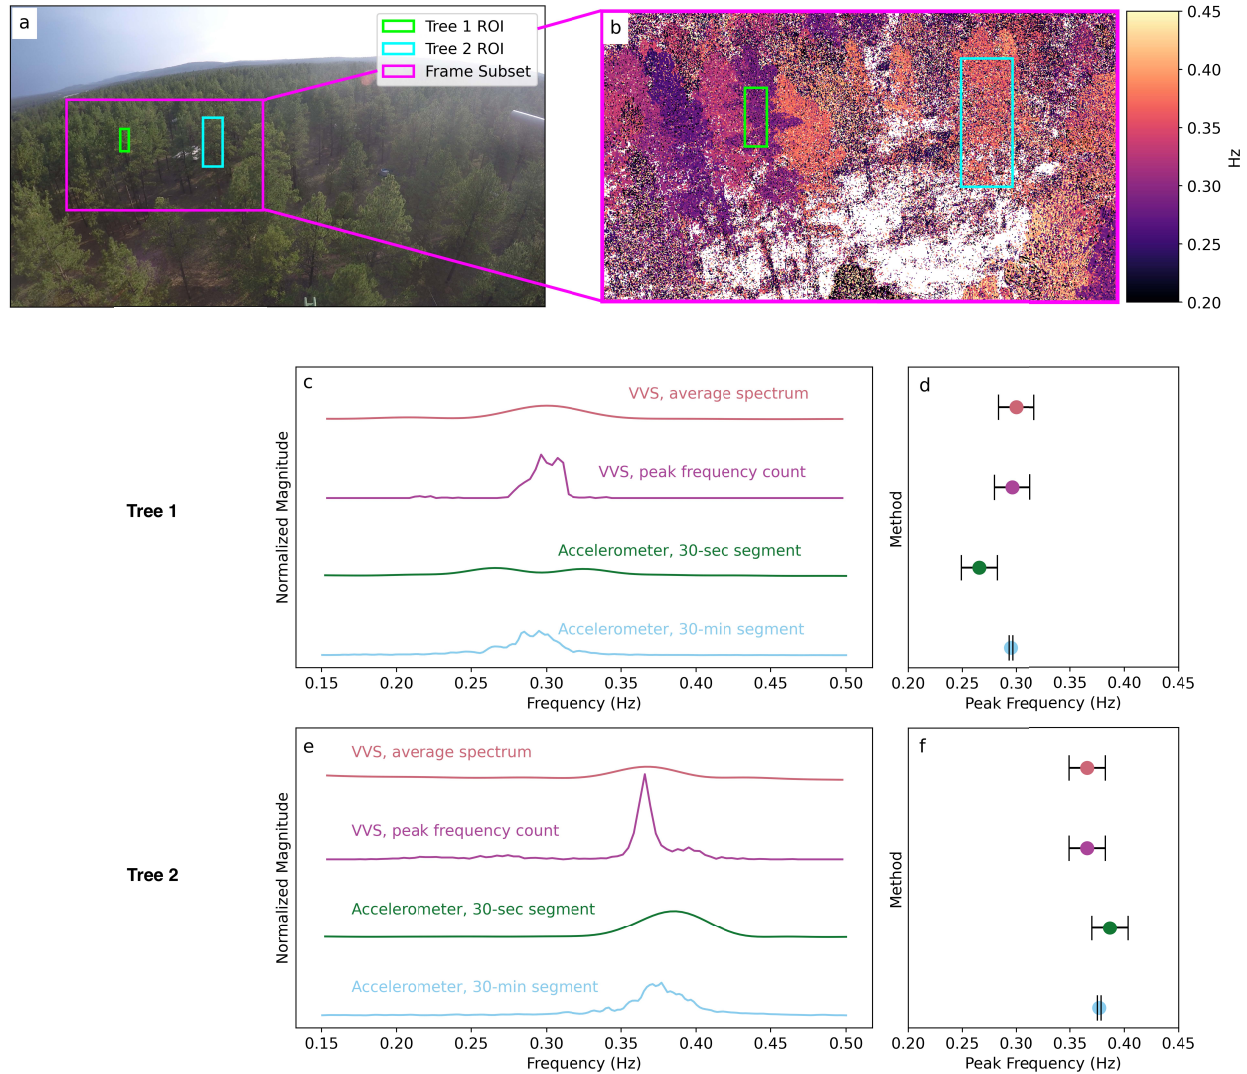 a
Tree 1 ROI
Tree 2 ROI
Frame Subset
b
0.45
0.40
0.35
0.30
0.25
0.20
Hz
Tree 1
c
VVS, average spectrum
VVS, peak frequency count
Accelerometer, 30-sec segment
Accelerometer, 30-min segment
Normalized Magnitude
0.15 0.20 0.25 0.30 0.35 0.40 0.45 0.50
Frequency (Hz)
d
Method
0.20 0.25 0.30 0.35 0.40 0.45
Peak Frequency (Hz)
Tree 2
e
VVS, average spectrum
VVS, peak frequency count
Accelerometer, 30-sec segment
Accelerometer, 30-min segment
Normalized Magnitude
0.15 0.20 0.25 0.30 0.35 0.40 0.45 0.50
Frequency (Hz)
f
Method
0.20 0.25 0.30 0.35 0.40 0.45
Peak Frequency (Hz)